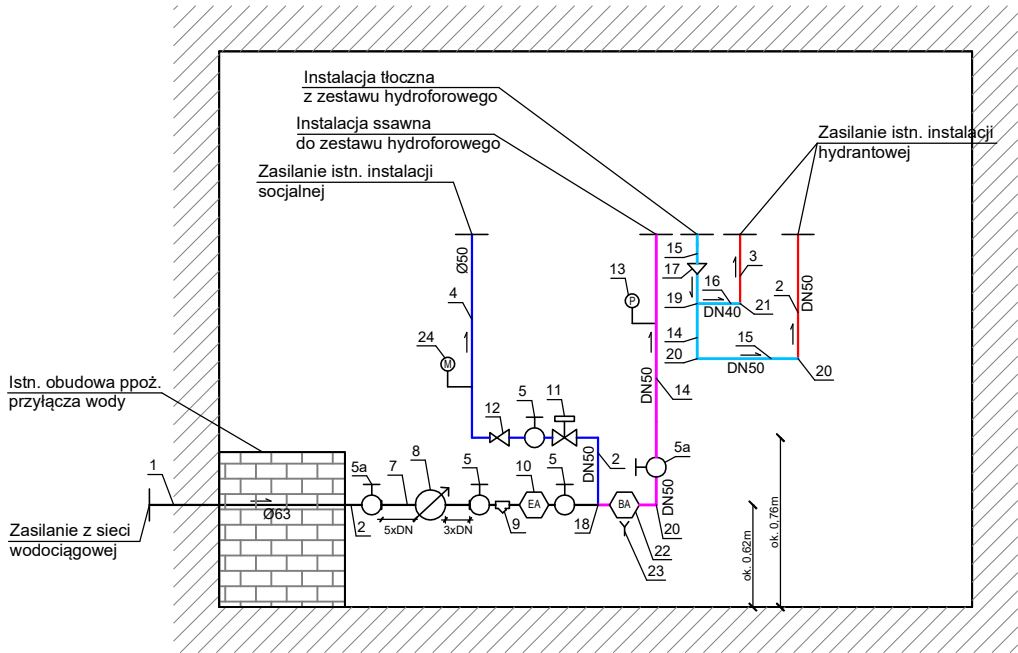 Instalacja tłoczna
z zestawu hydroforowego
Instalacja ssawna
do zestawu hydroforowego
Zasilanie istn. instalacji
hydrantowej
Zasilanie istn. instalacji
socjalnej
Ø50
4
24
M
13
P
15
17
19
14
20
16
DN40
3
21
2
DN50
15
DN50
20
DN50
14
Istn. obudowa ppoż.
przyłącza wody
12
5
11
DN50
2
5a
DN50
1
Ø63
Zasilanie z sieci
wodociągowej
5a
2
7
5xDN
8
3xDN
5
9
10
EA
5
18
BA
20
22
23
ok. 0,62m
ok. 0,76m